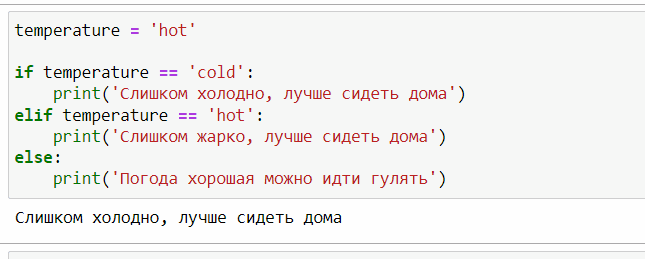 temperature = 'hot'
if temperature == 'cold':
print('Слишком холодно, лучше сидеть дома')
elif temperature == 'hot':
print('Слишком жарко, лучше сидеть дома')
else:
print('Погода хорошая можно идти гулять')
Слишком холодно, лучше сидеть дома